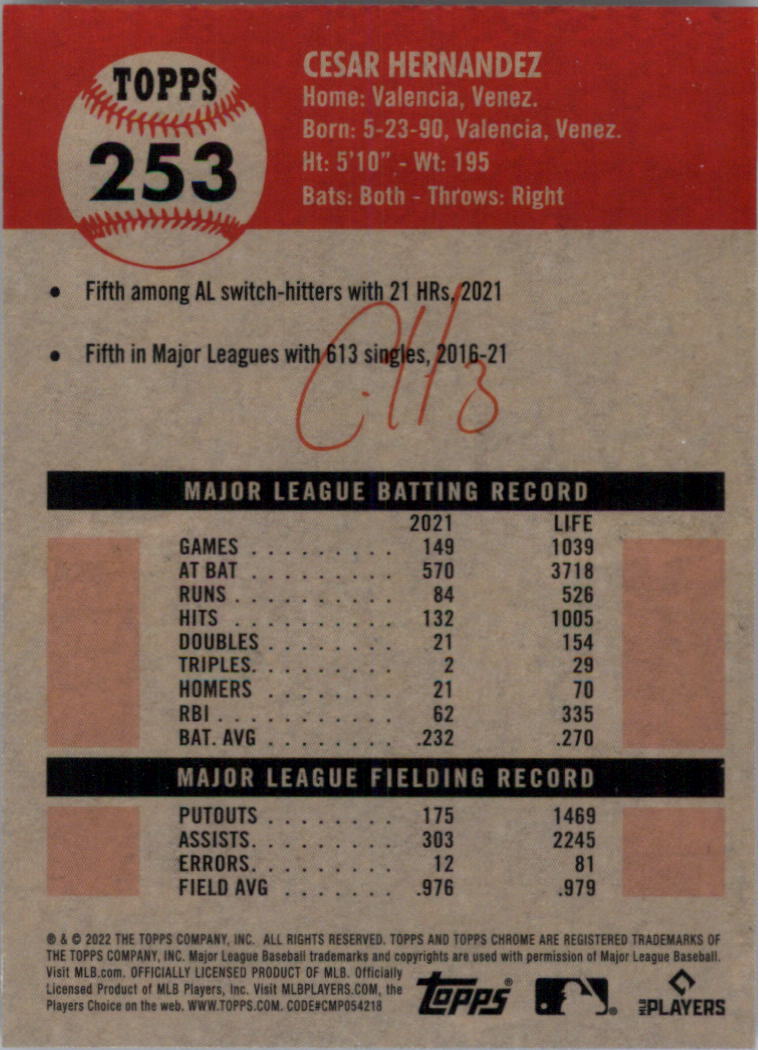 TOPPS
253
CESAR HERNANDEZ
Home: Valencia, Venez.
Born: 5-23-90, Valencia, Venez.
Ht: 5'10" - Wt: 195
Bats: Both - Throws: Right
• Fifth among AL switch-hitters with 21 HRs, 2021
• Fifth in Major Leagues with 613 singles, 2016-21
MAJOR LEAGUE BATTING RECORD
2021 LIFE
GAMES . . . . . . . . . 149 1039
AT BAT . . . . . . . . . 570 3718
RUNS . . . . . . . . . . 84 526
HITS . . . . . . . . . . 132 1005
DOUBLES . . . . . . . . 21 154
TRIPLES. . . . . . . . . 2 29
HOMERS . . . . . . . . 21 70
RBI . . . . . . . . . . . 62 335
BAT. AVG . . . . . . . . .232 .270
MAJOR LEAGUE FIELDING RECORD
PUTOUTS . . . . . . . . 175 1469
ASSISTS. . . . . . . . . 303 2245
ERRORS. . . . . . . . . 12 81
FIELD AVG . . . . . . . .976 .979
® & © 2022 THE TOPPS COMPANY, INC. ALL RIGHTS RESERVED. TOPPS AND TOPPS CHROME ARE REGISTERED TRADEMARKS OF
THE TOPPS COMPANY, INC. Major League Baseball trademarks and copyrights are used with permission of Major League Baseball.
Visit MLB.com. OFFICIALLY LICENSED PRODUCT OF MLB. Officially
Licensed Product of MLB Players, Inc. Visit MLBPLAYERS.COM, the
Players Choice on the web. WWW.TOPPS.COM. CODE#CMP054218
topps®
MLB PLAYERS